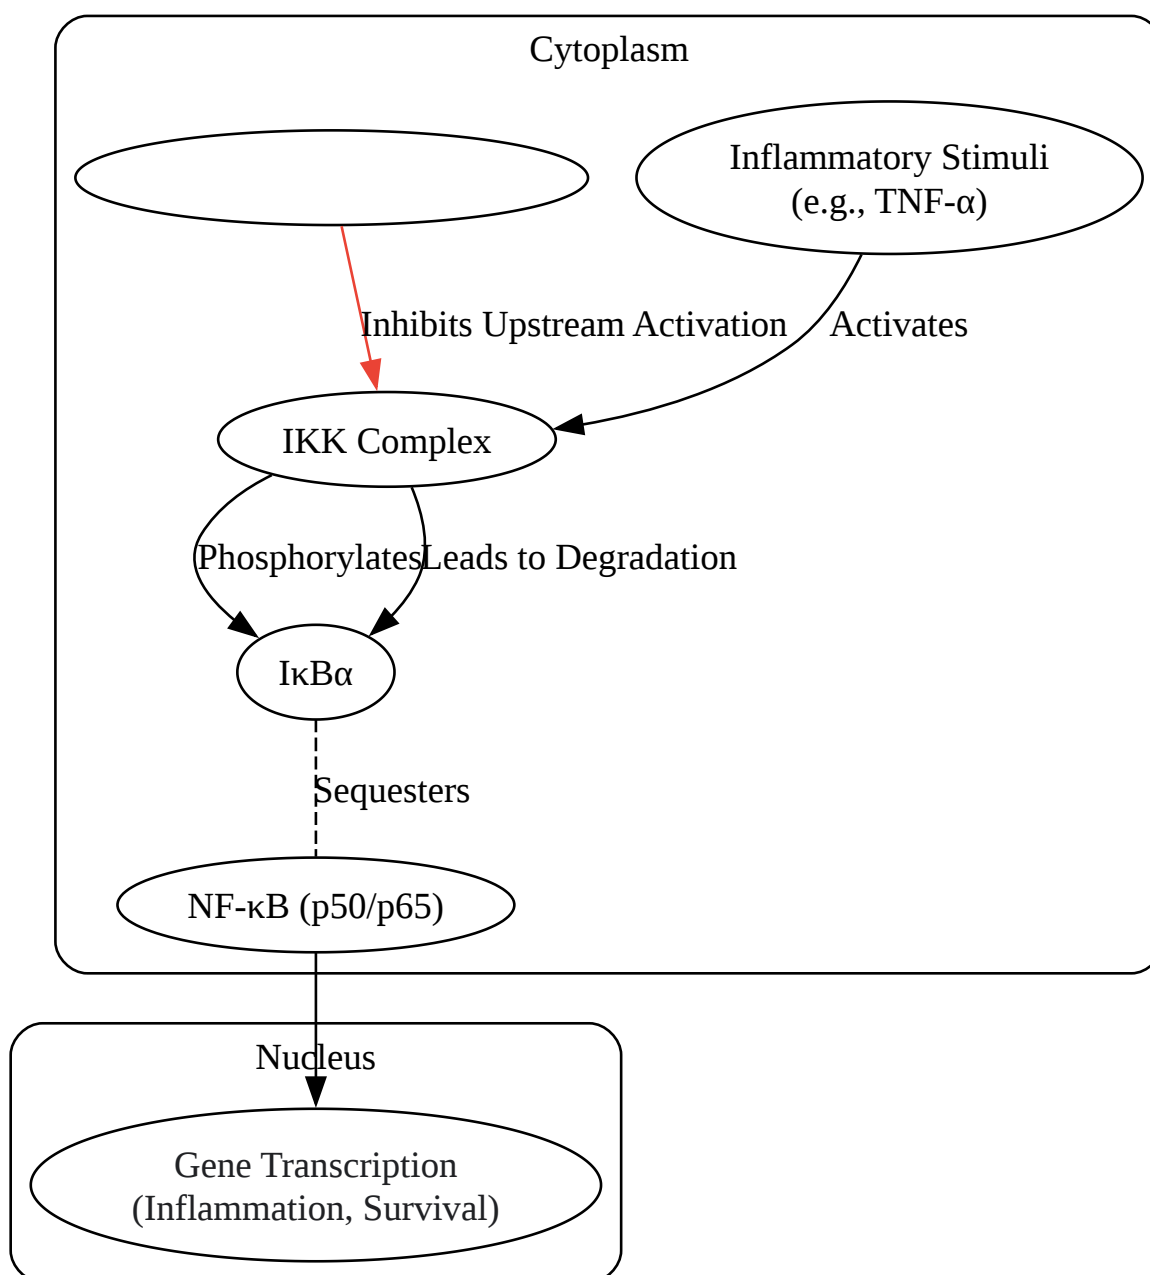 Cytoplasm
Inflammatory Stimuli
(e.g., TNF-α)
Inhibits Upstream Activation
Activates
IKK Complex
Phosphorylates
Leads to Degradation
IκBα
Sequesters
NF-κB (p50/p65)
Nucleus
Gene Transcription
(Inflammation, Survival)